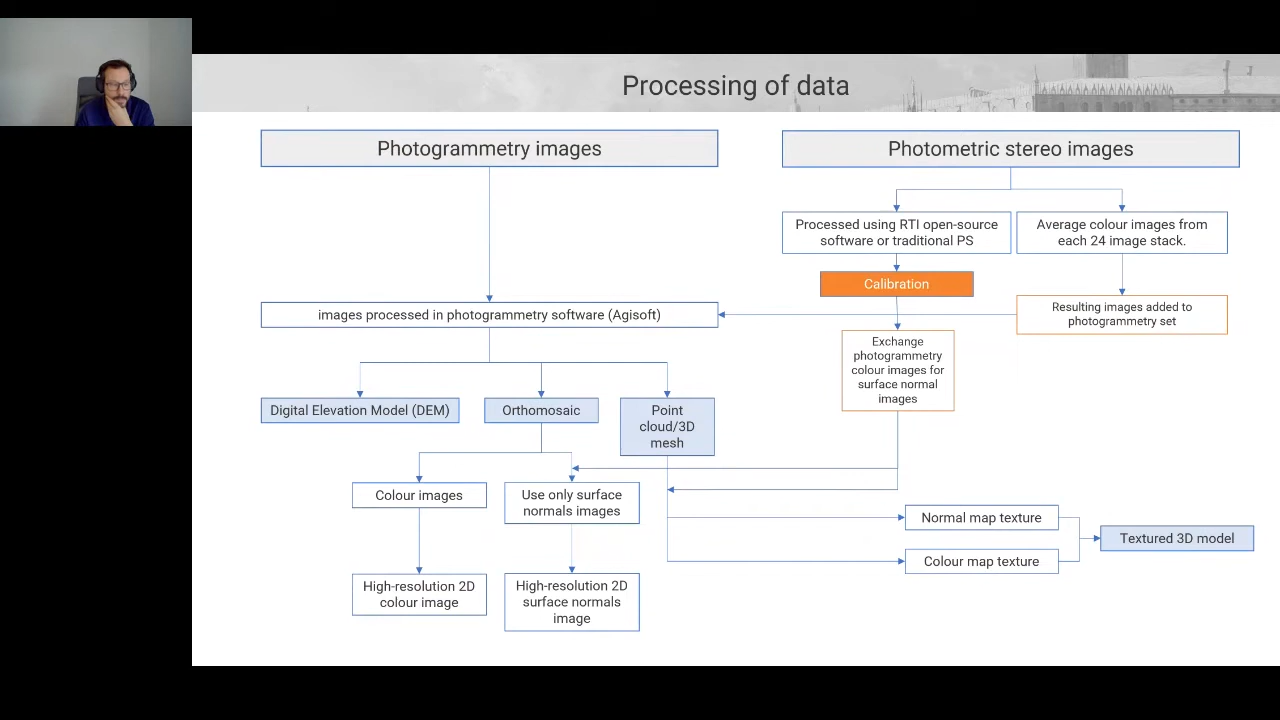 Processing of data
Photogrammetry images
Photometric stereo images
Processed using RTI open-source
software or traditional PS
Average colour images from
each 24 image stack.
Calibration
images processed in photogrammetry software (Agisoft)
Resulting images added to
photogrammetry set
Exchange
photogrammetry
colour images for
surface normal
images
Digital Elevation Model (DEM)
Orthomosaic
Point
cloud/3D
mesh
Colour images
Use only surface
normals images
Normal map texture
Textured 3D model
Colour map texture
High-resolution 2D
colour image
High-resolution 2D
surface normals
image